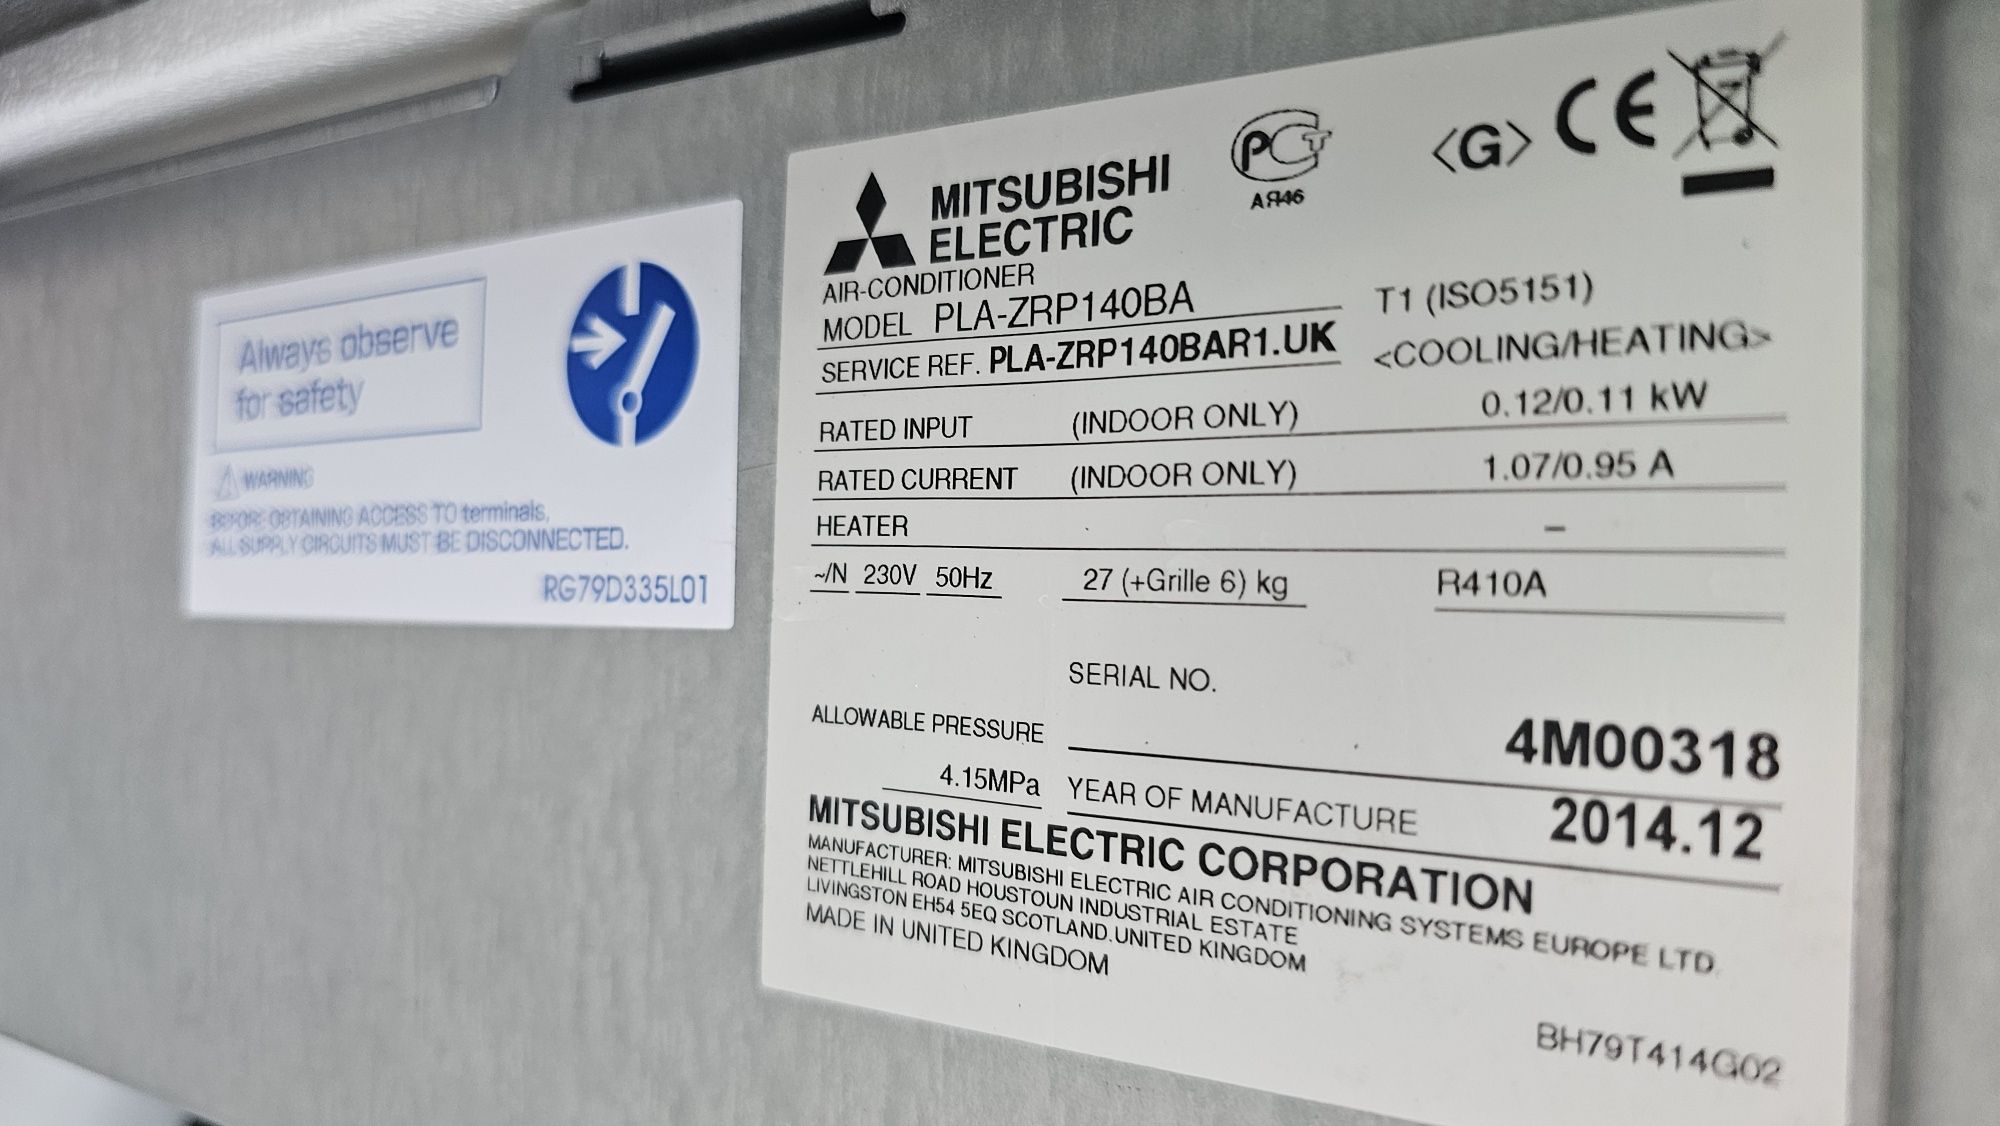 Always observe
for safety
WARNING
BEFORE OBTAINING ACCESS TO terminals,
ALL SUPPLY CIRCUITS MUST BE DISCONNECTED.
RG79D335L01
MITSUBISHI
ELECTRIC
PCT
АЯ46
<G> CE
AIR-CONDITIONER
MODEL PLA-ZRP140BA
T1 (ISO5151)
SERVICE REF. PLA-ZRP140BAR1.UK
<COOLING/HEATING>
RATED INPUT (INDOOR ONLY) 0.12/0.11 kW
RATED CURRENT (INDOOR ONLY) 1.07/0.95 A
HEATER –
~/N 230V 50Hz 27 (+Grille 6) kg R410A
SERIAL NO.
4M00318
ALLOWABLE PRESSURE
4.15MPa
YEAR OF MANUFACTURE 2014.12
MITSUBISHI ELECTRIC CORPORATION
MANUFACTURER: MITSUBISHI ELECTRIC AIR CONDITIONING SYSTEMS EUROPE LTD.
NETTLEHILL ROAD HOUSTOUN INDUSTRIAL ESTATE
LIVINGSTON EH54 5EQ SCOTLAND.UNITED KINGDOM
MADE IN UNITED KINGDOM
BH79T414G02